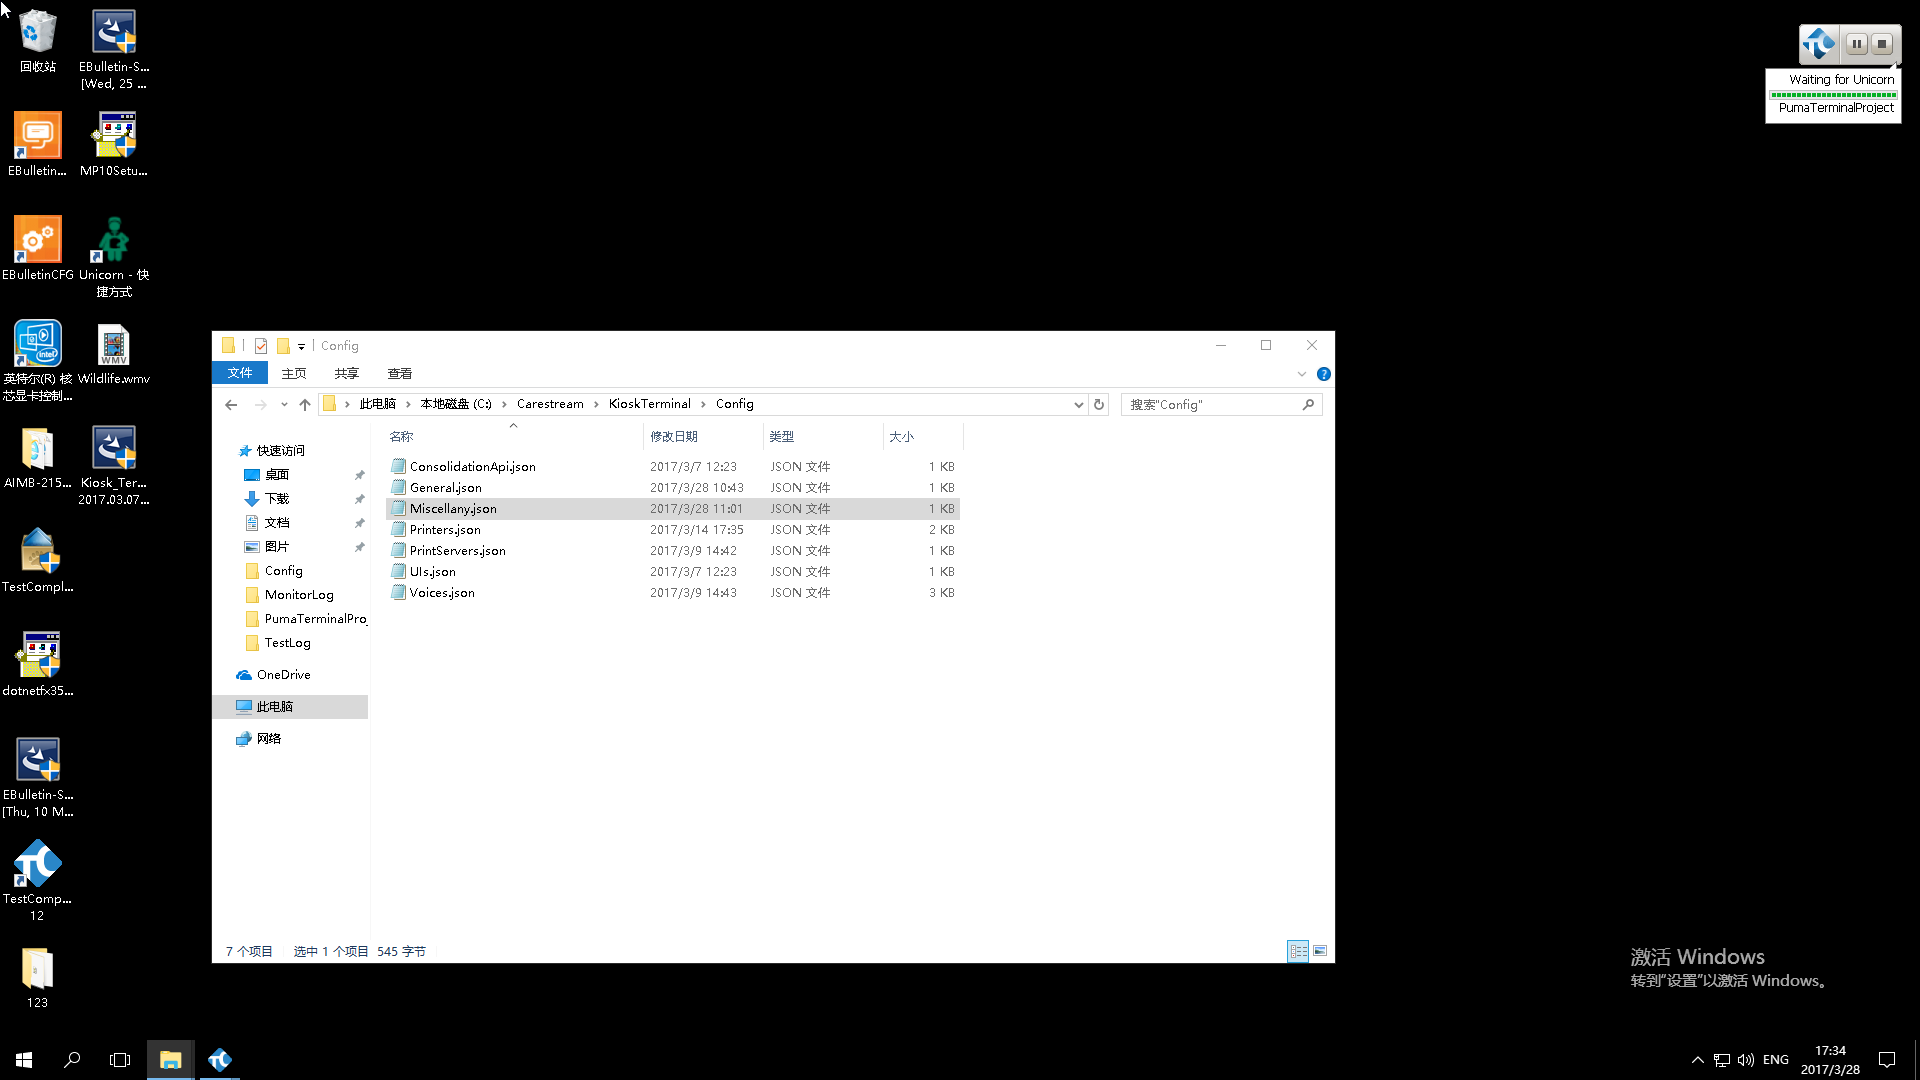 回收站
EBulletin-S...
[Wed, 25 ...
EBulletin...
MP10Setu...
EBulletinCFG
Unicorn - 快
捷方式
英特尔(R) 核
芯显卡控制...
WMV
Wildlife.wmv
AIMB-215...
Kiosk_Ter...
2017.03.07...
TestCompl...
dotnetfx35...
EBulletin-S...
[Thu, 10 M...
TestComp...
12
123
Waiting for Unicorn
PumaTerminalProject
Config
文件 主页 共享 查看
此电脑 本地磁盘 (C:) Carestream KioskTerminal Config
搜索"Config"
快速访问
桌面
下载
文档
图片
Config
MonitorLog
PumaTerminalProj
TestLog
OneDrive
此电脑
网络
名称 修改日期 类型 大小
ConsolidationApi.json 2017/3/7 12:23 JSON 文件 1 KB
General.json 2017/3/28 10:43 JSON 文件 1 KB
Miscellany.json 2017/3/28 11:01 JSON 文件 1 KB
Printers.json 2017/3/14 17:35 JSON 文件 2 KB
PrintServers.json 2017/3/9 14:42 JSON 文件 1 KB
UIs.json 2017/3/7 12:23 JSON 文件 1 KB
Voices.json 2017/3/9 14:43 JSON 文件 3 KB
7 个项目 选中 1 个项目 545 字节
激活 Windows
转到"设置"以激活 Windows。
ENG
17:34
2017/3/28